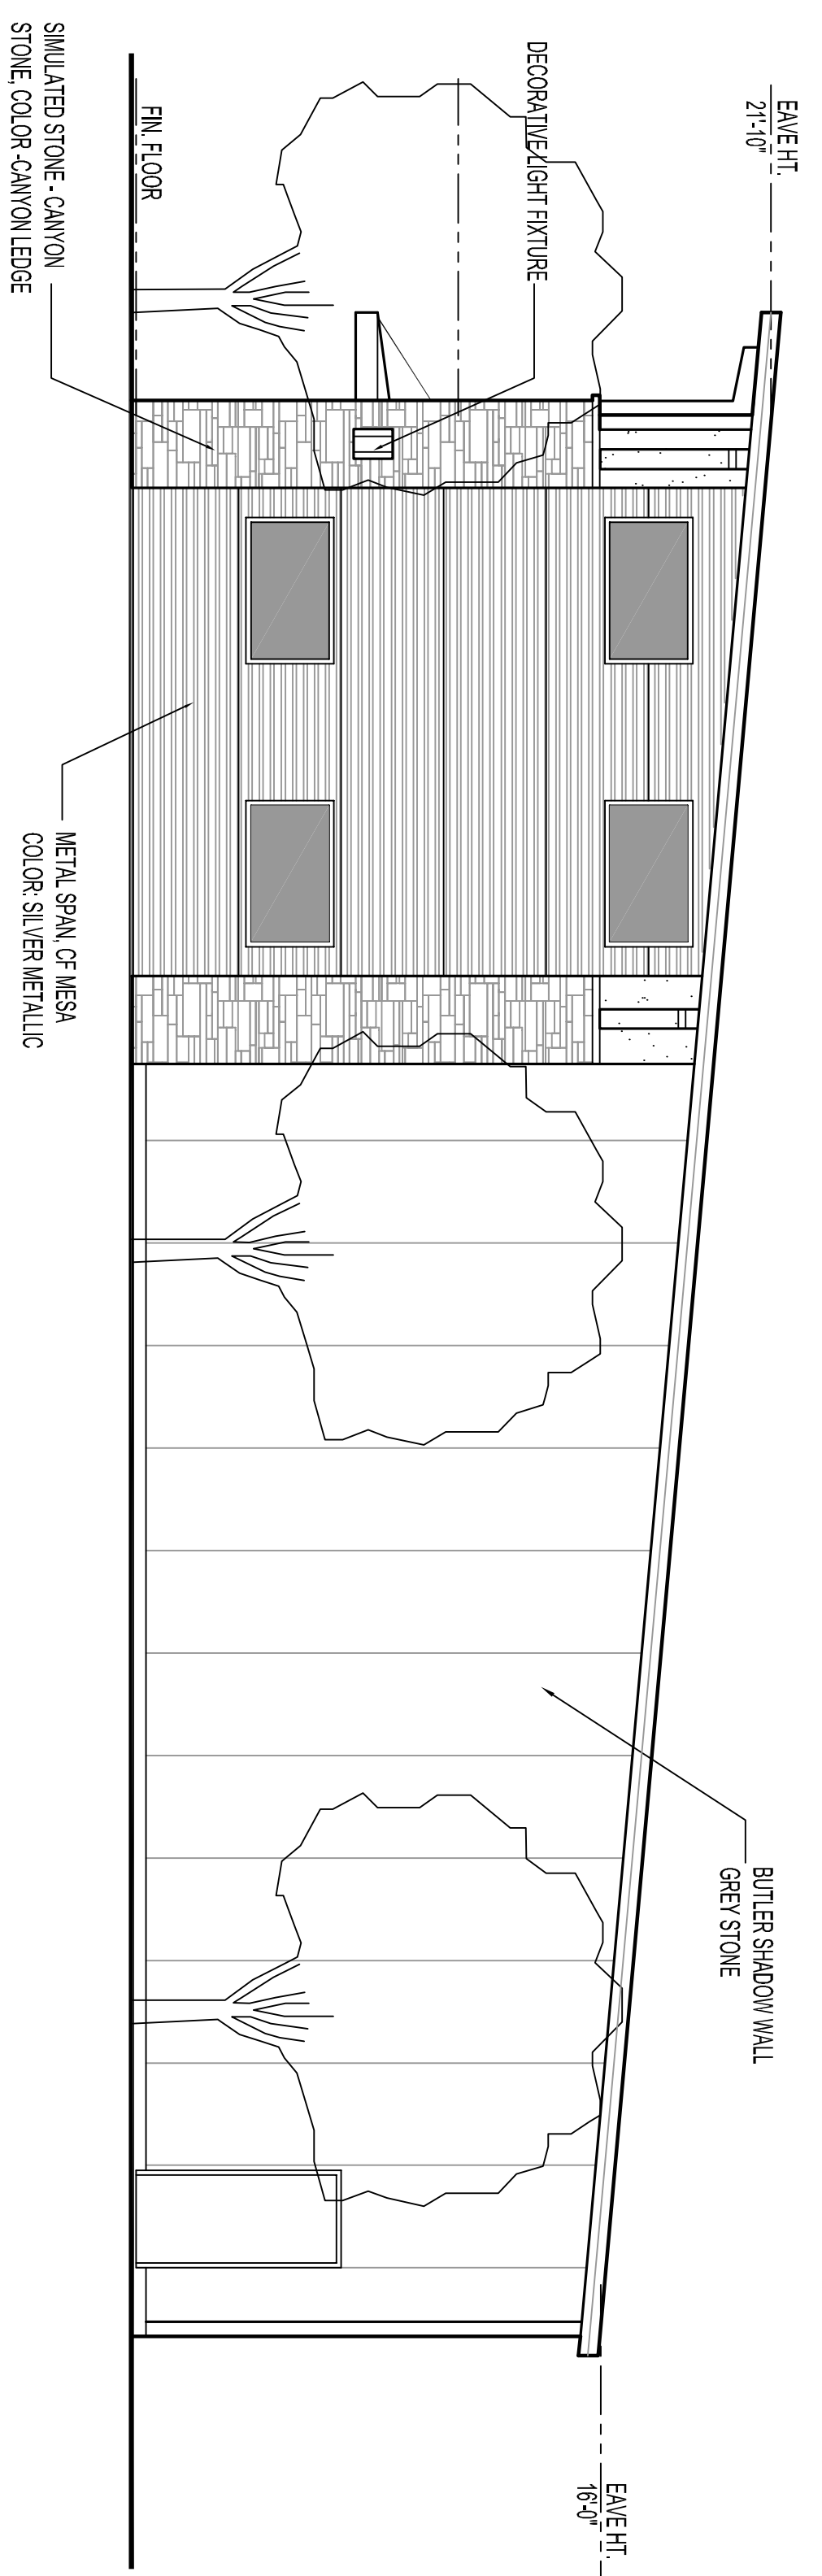 EAVE HT.
21'-10"
DECORATIVE LIGHT FIXTURE
FIN. FLOOR
SIMULATED STONE - CANYON
STONE, COLOR -CANYON LEDGE
METAL SPAN, CF MESA
COLOR: SILVER METALLIC
BUTLER SHADOW WALL
GREY STONE
EAVE HT.
16'-0"